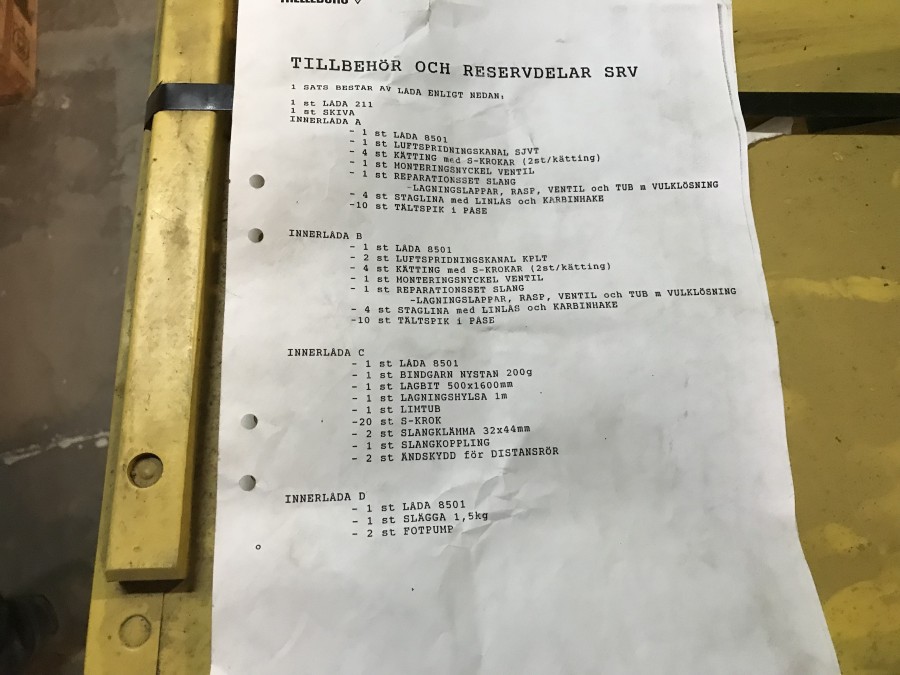 TRELLEBORG
TILLBEHÖR OCH RESERVDELAR SRV
1 SATS BESTÅR AV LÅDA ENLIGT NEDAN:
1 st LÅDA 211
1 st SKIVA
INNERLÅDA A
- 1 st LÅDA 8501
- 1 st LUFTSPRIDNINGSKANAL SJVT
- 4 st KÄTTING med S-KROKAR (2st/kätting)
- 1 st MONTERINGSNYCKEL VENTIL
- 1 st REPARATIONSSET SLANG
-LAGNINGSLAPPAR, RASP, VENTIL och TUB m VULKLÖSNING
- 4 st STAGLINA med LINLÅS och KARBINHAKE
-10 st TÄLTSPIK i PÅSE
INNERLÅDA B
- 1 st LÅDA 8501
- 2 st LUFTSPRIDNINGSKANAL KPLT
- 4 st KÄTTING med S-KROKAR (2st/kätting)
- 1 st MONTERINGSNYCKEL VENTIL
- 1 st REPARATIONSSET SLANG
-LAGNINGSLAPPAR, RASP, VENTIL och TUB m VULKLÖSNING
- 4 st STAGLINA med LINLÅS och KARBINHAKE
-10 st TÄLTSPIK i PÅSE
INNERLÅDA C
- 1 st LÅDA 8501
- 1 st BINDGARN NYSTAN 200g
- 1 st LAGBIT 500x1600mm
- 1 st LAGNINGSHYLSA 1m
- 1 st LIMTUB
-20 st S-KROK
- 2 st SLANGKLÄMMA 32x44mm
- 1 st SLANGKOPPLING
- 2 st ÄNDSKYDD för DISTANSRÖR
INNERLÅDA D
- 1 st LÅDA 8501
- 1 st SLÄGGA 1,5kg
- 2 st FOTPUMP